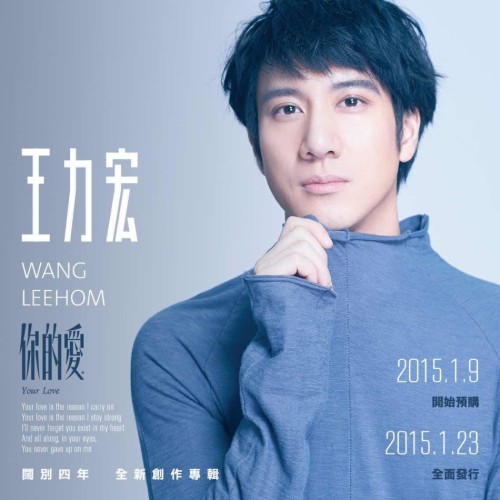 王力宏
WANG
LEEHOM
你的愛
Your Love
Your love is the reason I carry on
Your love is the reason I stay strong
I'll never forget you exist in my heart
And all along, in your eyes,
You never gave up on me
闊別四年 全新創作專輯
2015.1.9
開始預購
2015.1.23
全面發行